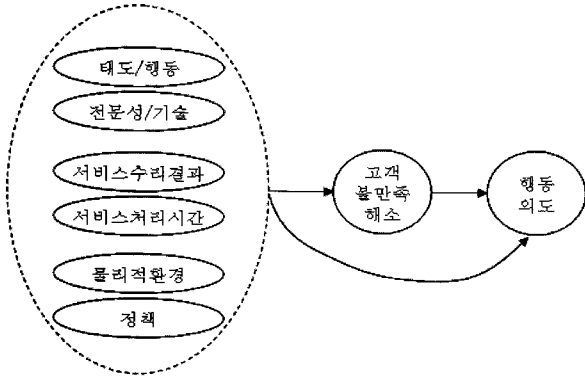 태도/행동
전문성/기술
서비스수리결과
서비스처리시간
물리적환경
정책
고객
불만족
해소
행동
의도